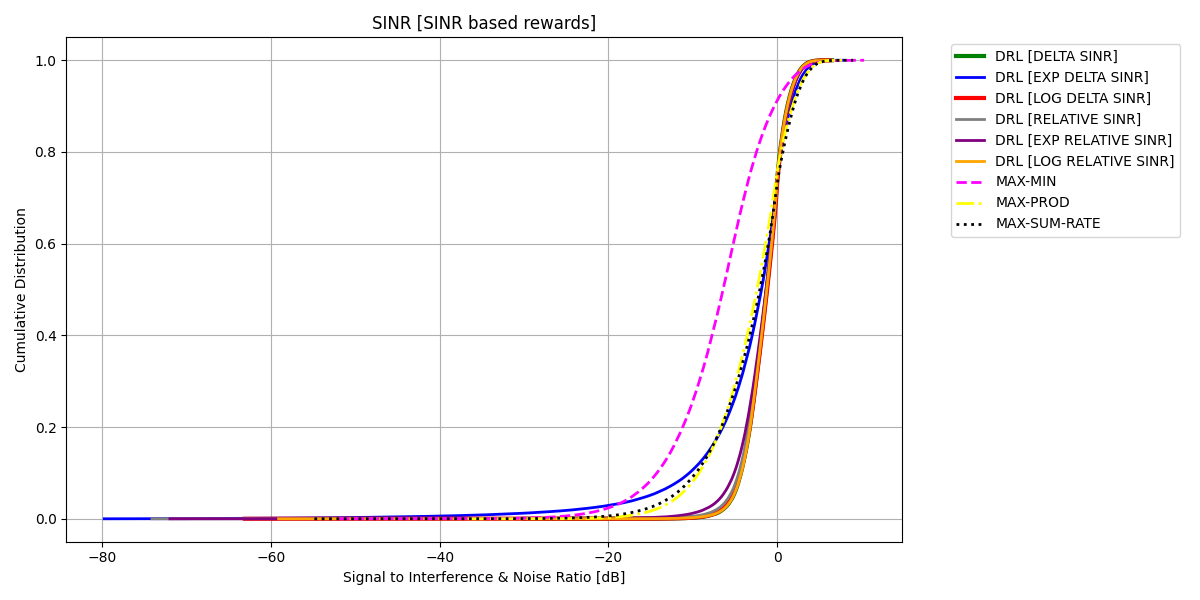 SINR [SINR based rewards]
1.0
0.8
0.6
0.4
0.2
0.0
Cumulative Distribution
−80
−60
−40
−20
0
Signal to Interference & Noise Ratio [dB]
DRL [DELTA SINR]
DRL [EXP DELTA SINR]
DRL [LOG DELTA SINR]
DRL [RELATIVE SINR]
DRL [EXP RELATIVE SINR]
DRL [LOG RELATIVE SINR]
MAX-MIN
MAX-PROD
MAX-SUM-RATE